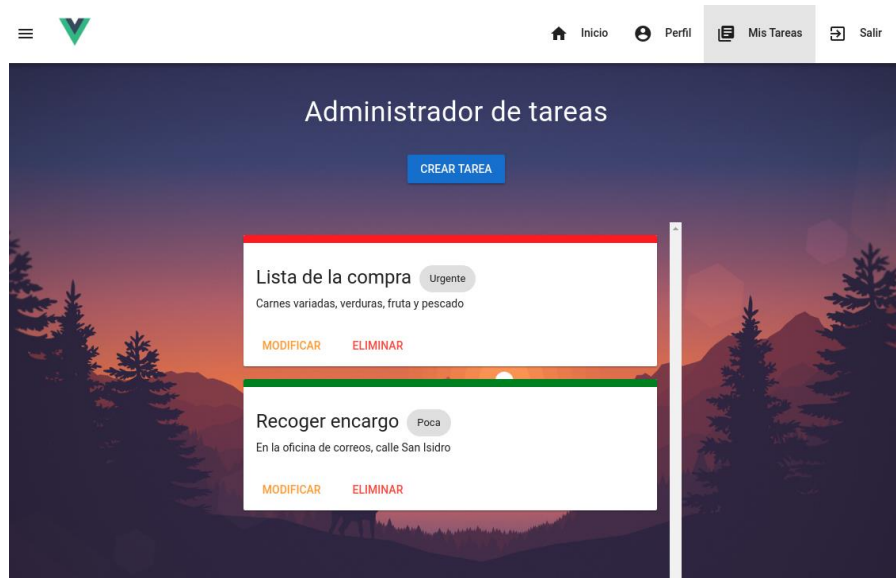 Inicio Perfil Mis Tareas Salir
Administrador de tareas
CREAR TAREA
Lista de la compra Urgente
Carnes variadas, verduras, fruta y pescado
MODIFICAR ELIMINAR
Recoger encargo Poca
En la oficina de correos, calle San Isidro
MODIFICAR ELIMINAR